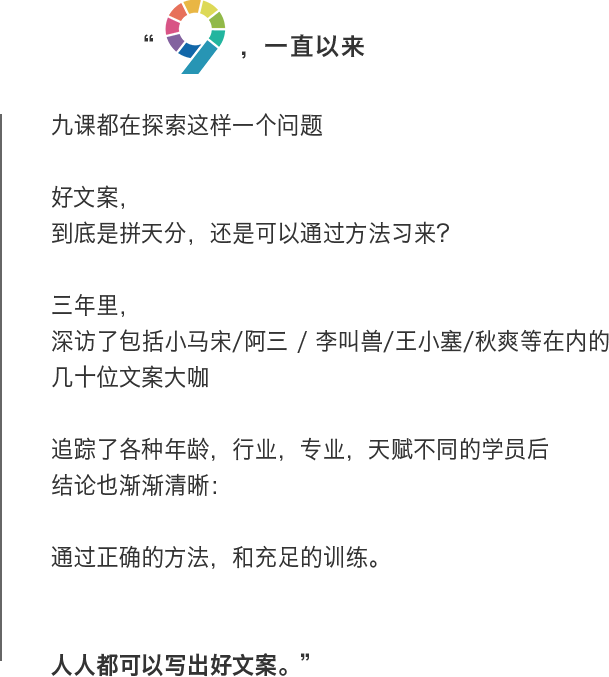 “9，一直以来
九课都在探索这样一个问题
好文案，
到底是拼天分，还是可以通过方法习来？
三年里，
深访了包括小马宋/阿三 / 李叫兽/王小塞/秋爽等在内的
几十位文案大咖
追踪了各种年龄，行业，专业，天赋不同的学员后
结论也渐渐清晰：
通过正确的方法，和充足的训练。
人人都可以写出好文案。”